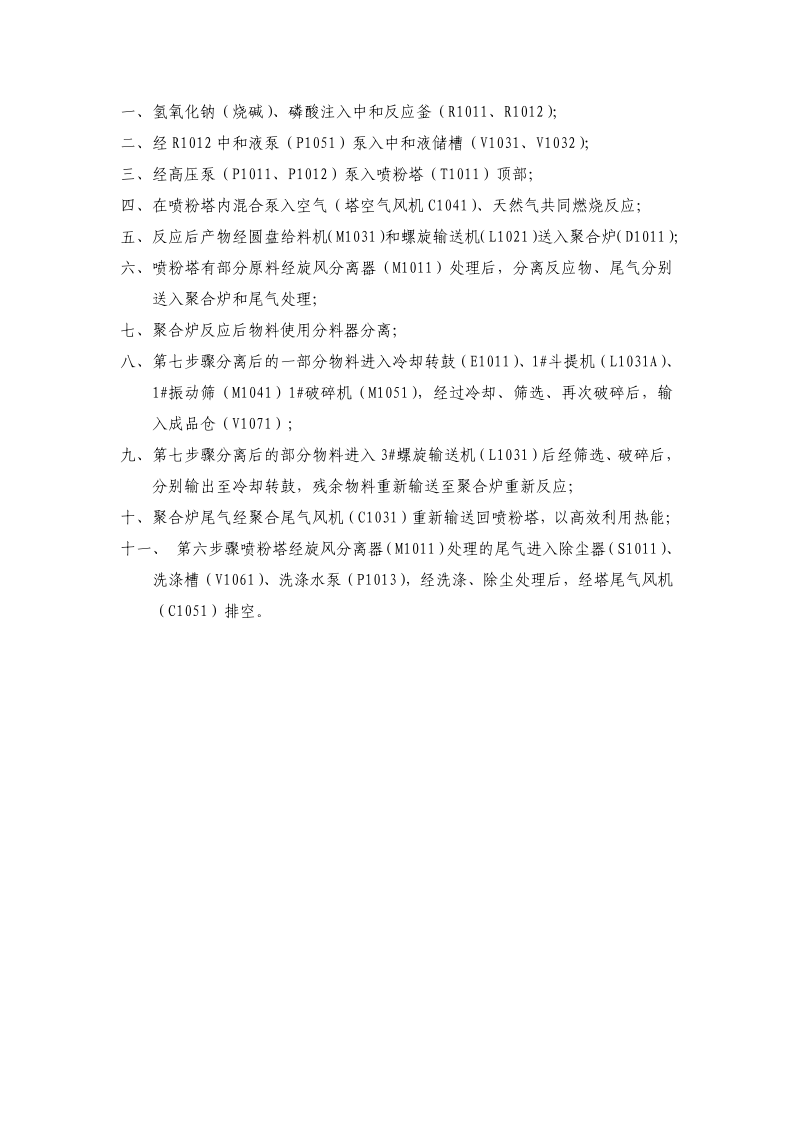 一、氢氧化钠（烧碱）、磷酸注入中和反应釜（R1011、R1012）；
二、经 R1012 中和液泵（P1051）泵入中和液储槽（V1031、V1032）；
三、经高压泵（P1011、P1012）泵入喷粉塔（T1011）顶部；
四、在喷粉塔内混合泵入空气（塔空气风机 C1041）、天然气共同燃烧反应；
五、反应后产物经圆盘给料机(M1031)和螺旋输送机(L1021)送入聚合炉(D1011)；
六、喷粉塔有部分原料经旋风分离器（M1011）处理后，分离反应物、尾气分别
送入聚合炉和尾气处理；
七、聚合炉反应后物料使用分料器分离；
八、第七步骤分离后的一部分物料进入冷却转鼓（E1011）、1#斗提机（L1031A）、
1#振动筛（M1041）1#破碎机（M1051），经过冷却、筛选、再次破碎后，输
入成品仓（V1071）；
九、第七步骤分离后的部分物料进入 3#螺旋输送机（L1031）后经筛选、破碎后，
分别输出至冷却转鼓，残余物料重新输送至聚合炉重新反应；
十、聚合炉尾气经聚合尾气风机（C1031）重新输送回喷粉塔，以高效利用热能；
十一、 第六步骤喷粉塔经旋风分离器（M1011）处理的尾气进入除尘器（S1011）、
洗涤槽（V1061）、洗涤水泵（P1013），经洗涤、除尘处理后，经塔尾气风机
（C1051）排空。